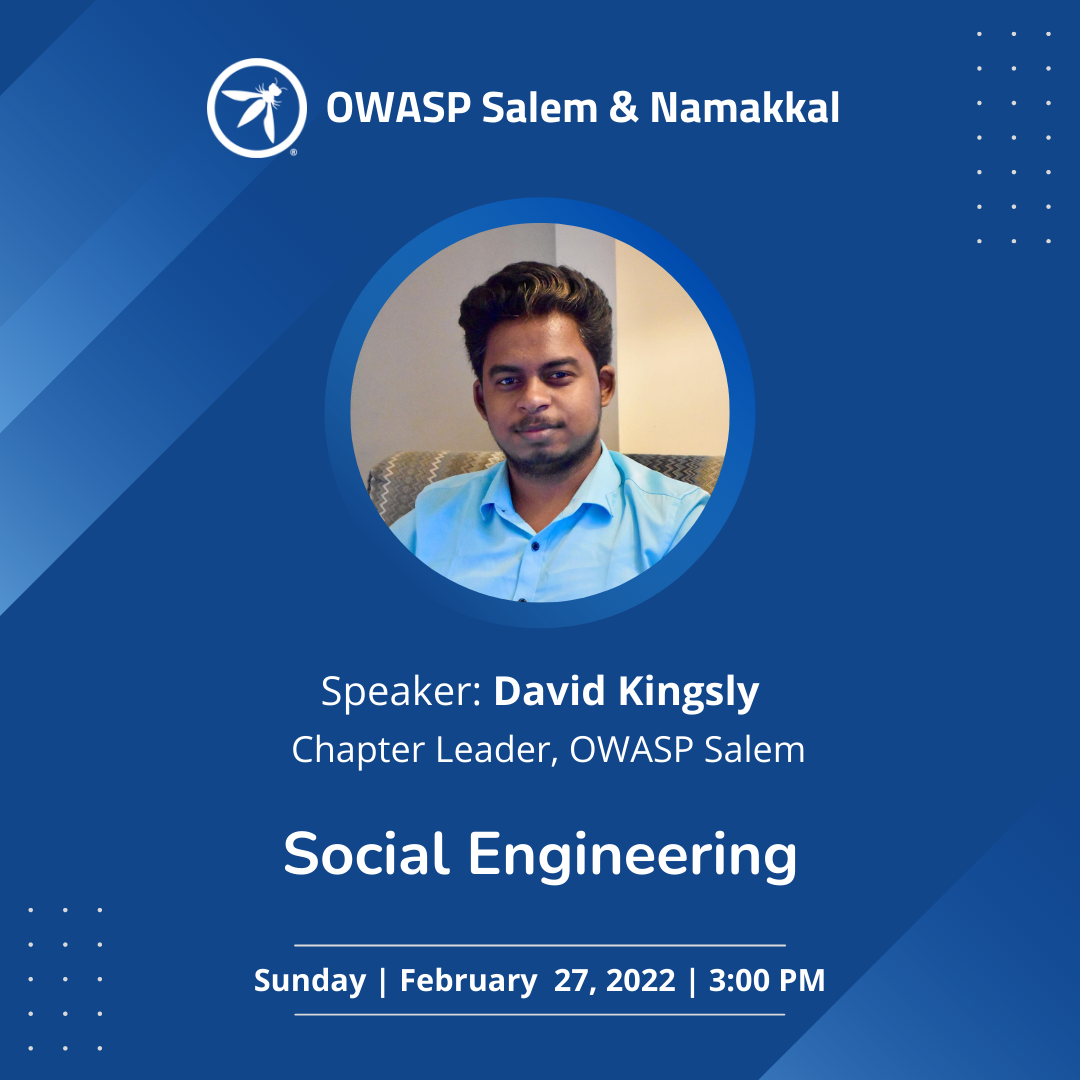 OWASP Salem & Namakkal
®
Speaker: David Kingsly
Chapter Leader, OWASP Salem
Social Engineering
Sunday | February 27, 2022 | 3:00 PM